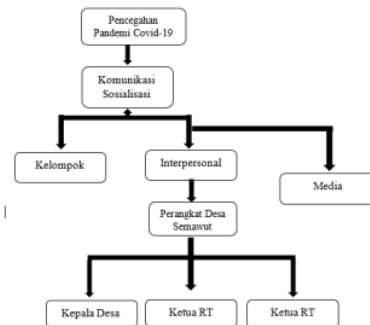 Pencegahan
Pandemi Covid-19
Komunikasi
Sosialisasi
Kelompok
Interpersonal
Media
Perangkat Desa
Semawut
Kepala Desa
Ketua RT
Ketua RT